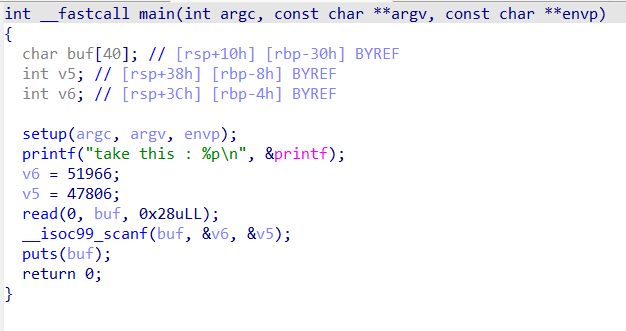 int __fastcall main(int argc, const char **argv, const char **envp)
{
char buf[40]; // [rsp+10h] [rbp-30h] BYREF
int v5; // [rsp+38h] [rbp-8h] BYREF
int v6; // [rsp+3Ch] [rbp-4h] BYREF
setup(argc, argv, envp);
printf("take this : %p\n", &printf);
v6 = 51966;
v5 = 47806;
read(0, buf, 0x28uLL);
__isoc99_scanf(buf, &v6, &v5);
puts(buf);
return 0;
}